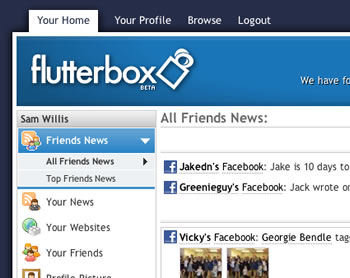 Your Home Your Profile Browse Logout
flutterbox
BETA
We have fo
Sam Willis
All Friends News:
Friends News
All Friends News
Top Friends News
Your News
Your Websites
Your Friends
Profile Picture
Jakedn's Facebook: Jake is 10 days to
Greenieguy's Facebook: Jack wrote o
Vicky's Facebook: Georgie Bendle tag